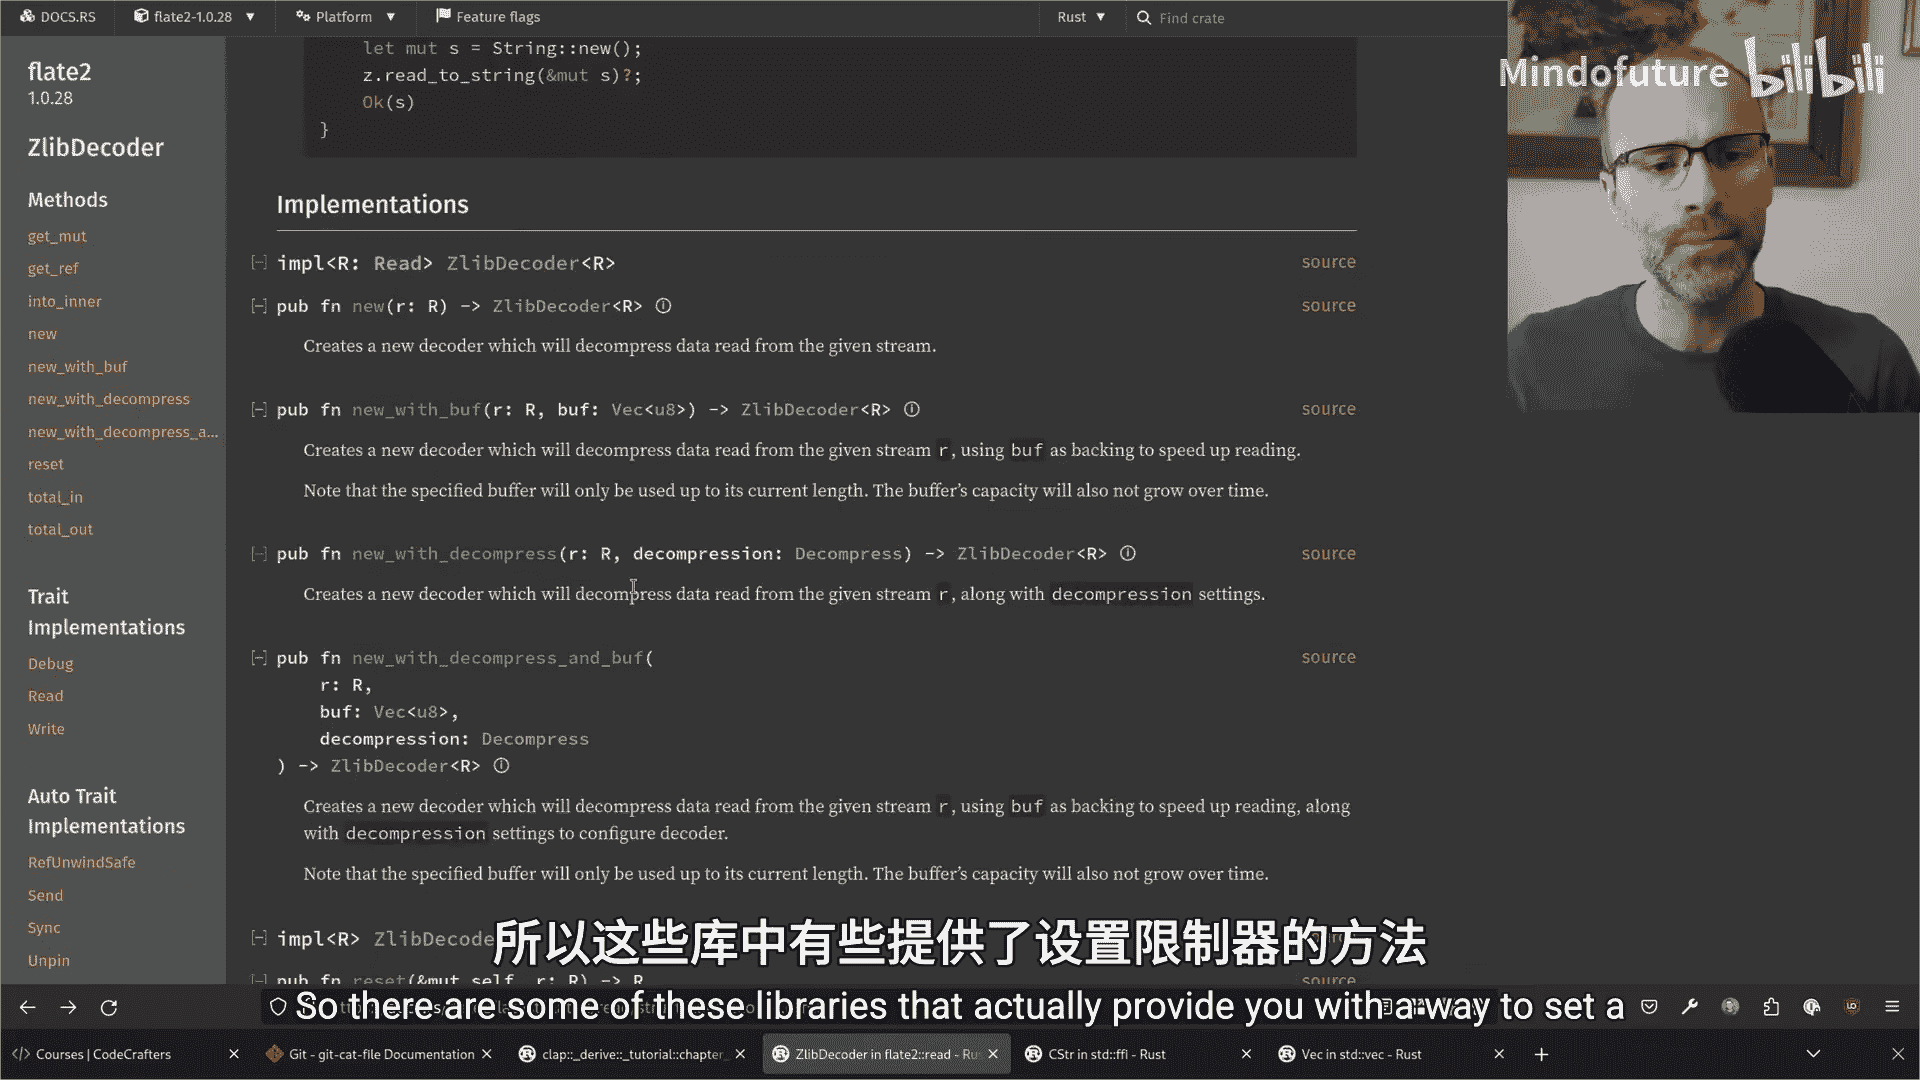 DOCS.RS
flate2-1.0.28
Platform
Feature flags
Rust
Find crate
Mindofuture bilibili
flate2
1.0.28
ZlibDecoder
Methods
get_mut
get_ref
into_inner
new
new_with_buf
new_with_decompress
new_with_decompress_a...
reset
total_in
total_out
Trait
Implementations
Debug
Read
Write
Auto Trait
Implementations
RefUnwindSafe
Send
Sync
Unpin
let mut s = String::new();
z.read_to_string(&mut s)?;
Ok(s)
}
Implementations
[−] impl<R: Read> ZlibDecoder<R> source
[−] pub fn new(r: R) -> ZlibDecoder<R> ⓘ source
Creates a new decoder which will decompress data read from the given stream.
[−] pub fn new_with_buf(r: R, buf: Vec<u8>) -> ZlibDecoder<R> ⓘ source
Creates a new decoder which will decompress data read from the given stream r, using buf as backing to speed up reading.
Note that the specified buffer will only be used up to its current length. The buffer’s capacity will also not grow over time.
[−] pub fn new_with_decompress(r: R, decompression: Decompress) -> ZlibDecoder<R> ⓘ source
Creates a new decoder which will decompress data read from the given stream r, along with decompression settings.
[−] pub fn new_with_decompress_and_buf( source
r: R,
buf: Vec<u8>,
decompression: Decompress
) -> ZlibDecoder<R> ⓘ
Creates a new decoder which will decompress data read from the given stream r, using buf as backing to speed up reading, along
with decompression settings to configure decoder.
Note that the specified buffer will only be used up to its current length. The buffer’s capacity will also not grow over time.
[−] impl<R> ZlibDecode
所以这些库中有些提供了设置限制器的方法
[−] pub fn reset(&mut self, r: R) -> R source
So there are some of these libraries that actually provide you with a way to set a
Courses | CodeCrafters
Git - git-cat-file Documentation
clap::_derive::_tutorial::chapter_
ZlibDecoder in flate2::read - Rus
CStr in std::ffi - Rust
Vec in std::vec - Rust